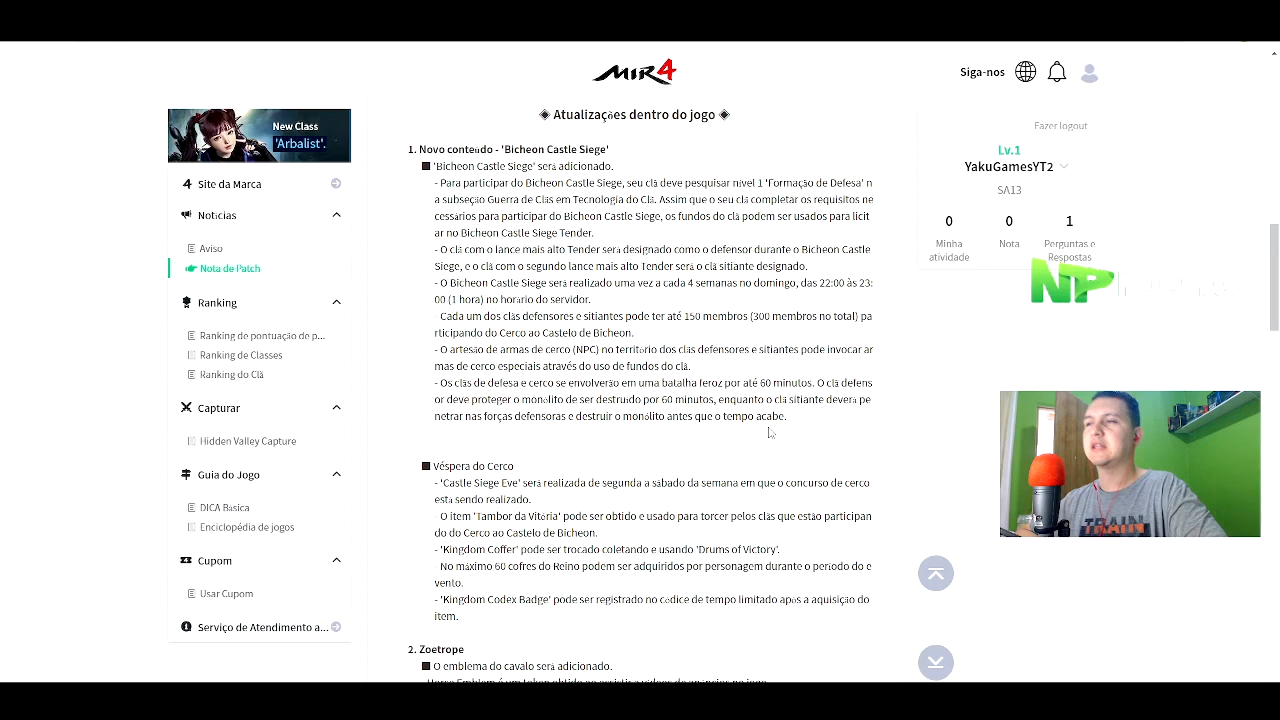 MIR4
Siga-nos
New Class
'Arbalist'.
Site da Marca
Notícias
Aviso
Nota de Patch
Ranking
Ranking de pontuação de p...
Ranking de Classes
Ranking do Clã
Capturar
Hidden Valley Capture
Guia do Jogo
DICA Básica
Enciclopédia de jogos
Cupom
Usar Cupom
Serviço de Atendimento a...
◈ Atualizações dentro do jogo ◈
1. Novo conteúdo - 'Bicheon Castle Siege'
■ 'Bicheon Castle Siege' será adicionado.
- Para participar do Bicheon Castle Siege, seu clã deve pesquisar nível 1 'Formação de Defesa' n
a subseção Guerra de Clãs em Tecnologia do Clã. Assim que o seu clã completar os requisitos ne
cessários para participar do Bicheon Castle Siege, os fundos do clã podem ser usados para licit
ar no Bicheon Castle Siege Tender.
- O clã com o lance mais alto Tender será designado como o defensor durante o Bicheon Castle
Siege, e o clã com o segundo lance mais alto Tender será o clã sitiante designado.
- O Bicheon Castle Siege será realizado uma vez a cada 4 semanas no domingo, das 22:00 às 23:
00 (1 hora) no horário do servidor.
Cada um dos clãs defensores e sitiantes pode ter até 150 membros (300 membros no total) pa
rticipando do Cerco ao Castelo de Bicheon.
- O artesão de armas de cerco (NPC) no território dos clãs defensores e sitiantes pode invocar ar
mas de cerco especiais através do uso de fundos do clã.
- Os clãs de defesa e cerco se envolverão em uma batalha feroz por até 60 minutos. O clã defens
or deve proteger o monólito de ser destruído por 60 minutos, enquanto o clã sitiante deverá pe
netrar nas forças defensoras e destruir o monólito antes que o tempo acabe.
■ Véspera do Cerco
- 'Castle Siege Eve' será realizada de segunda a sábado da semana em que o concurso de cerco
está sendo realizado.
O item 'Tambor da Vitória' pode ser obtido e usado para torcer pelos clãs que estão participan
do do Cerco ao Castelo de Bicheon.
- 'Kingdom Coffer' pode ser trocado coletando e usando 'Drums of Victory'.
No máximo 60 cofres do Reino podem ser adquiridos por personagem durante o período do e
vento.
- 'Kingdom Codex Badge' pode ser registrado no códice de tempo limitado após a aquisição do
item.
2. Zoetrope
■ O emblema do cavalo será adicionado.
Fazer logout
Lv.1
YakuGamesYT2
SA13
0 0 1
Minha
atividade
Nota
Perguntas e
Respostas
NP
TRAIN